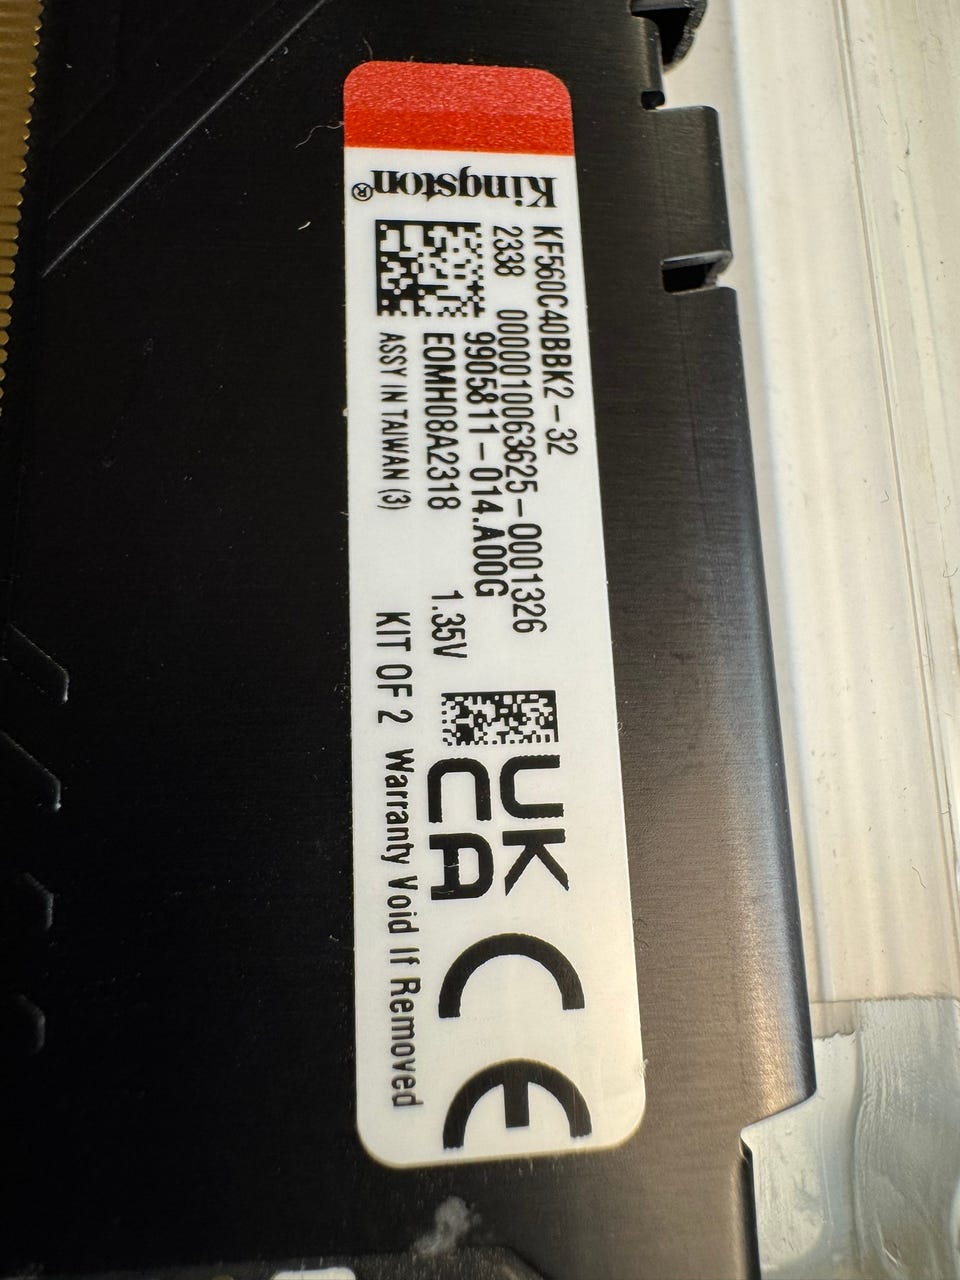 Kingston®
KF560C40BBK2-32
2338 0000010063625-0001326
9905811-014.A00G
EOMH08A2318 1.35V
ASSY IN TAIWAN (3) KIT OF 2 Warranty Void If Removed
UK
CA
CE